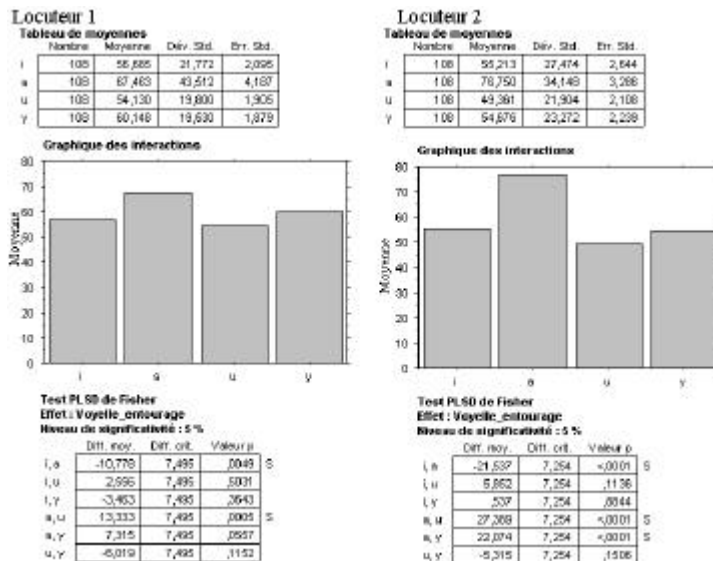 Locuteur 1
Tableau de moyennes
Nombre Moyenne Dév. Std. Err. Std.
i 108 56,685 21,772 2,095
a 108 67,463 43,512 4,187
u 108 54,130 19,800 1,905
y 108 60,148 19,530 1,879
Graphique des interactions
Moyenne
80
70
60
50
40
30
20
10
0
i a u y
Test PLSD de Fisher
Effet : Voyelle_entourage
Niveau de significativité : 5 %
Diff. moy. Diff. crit. Valeur p
i, a -10,778 7,495 ,0049 S
i, u 2,556 7,495 ,5031
i, y -3,463 7,495 ,3643
a, u 13,333 7,495 ,0005 S
a, y 7,315 7,495 ,0557
u, y -6,019 7,495 ,1152
Locuteur 2
Tableau de moyennes
Nombre Moyenne Dév. Std. Err. Std.
i 108 55,213 27,474 2,644
a 108 76,750 34,148 3,286
u 108 49,361 21,904 2,108
y 108 54,676 23,272 2,239
Graphique des interactions
Moyenne
80
70
60
50
40
30
20
10
0
i a u y
Test PLSD de Fisher
Effet : Voyelle_entourage
Niveau de significativité : 5 %
Diff. moy. Diff. crit. Valeur p
i, a -21,537 7,254 <,0001 S
i, u 5,852 7,254 ,1136
i, y ,537 7,254 ,8844
a, u 27,389 7,254 <,0001 S
a, y 22,074 7,254 <,0001 S
u, y -5,315 7,254 ,1506